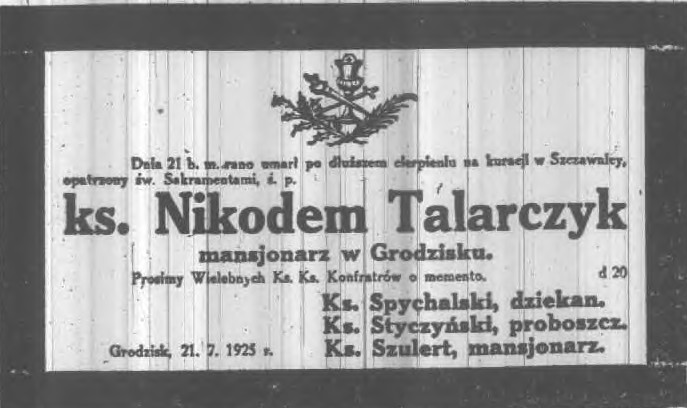 Dnia 21 b. m. rano umarł po dłuższem cierpieniu na kuracji w Szczawnicy,
opatrzony św. Sakramentami, ś. p.
ks. Nikodem Talarczyk
mansjonarz w Grodzisku.
Prosimy Wielebnych Ks. Ks. Konfratrów o memento. d 20
Ks. Spychalski, dziekan.
Ks. Styczyński, proboszcz.
Grodzisk, 21. 7. 1925 r. Ks. Szulert, mansjonarz.